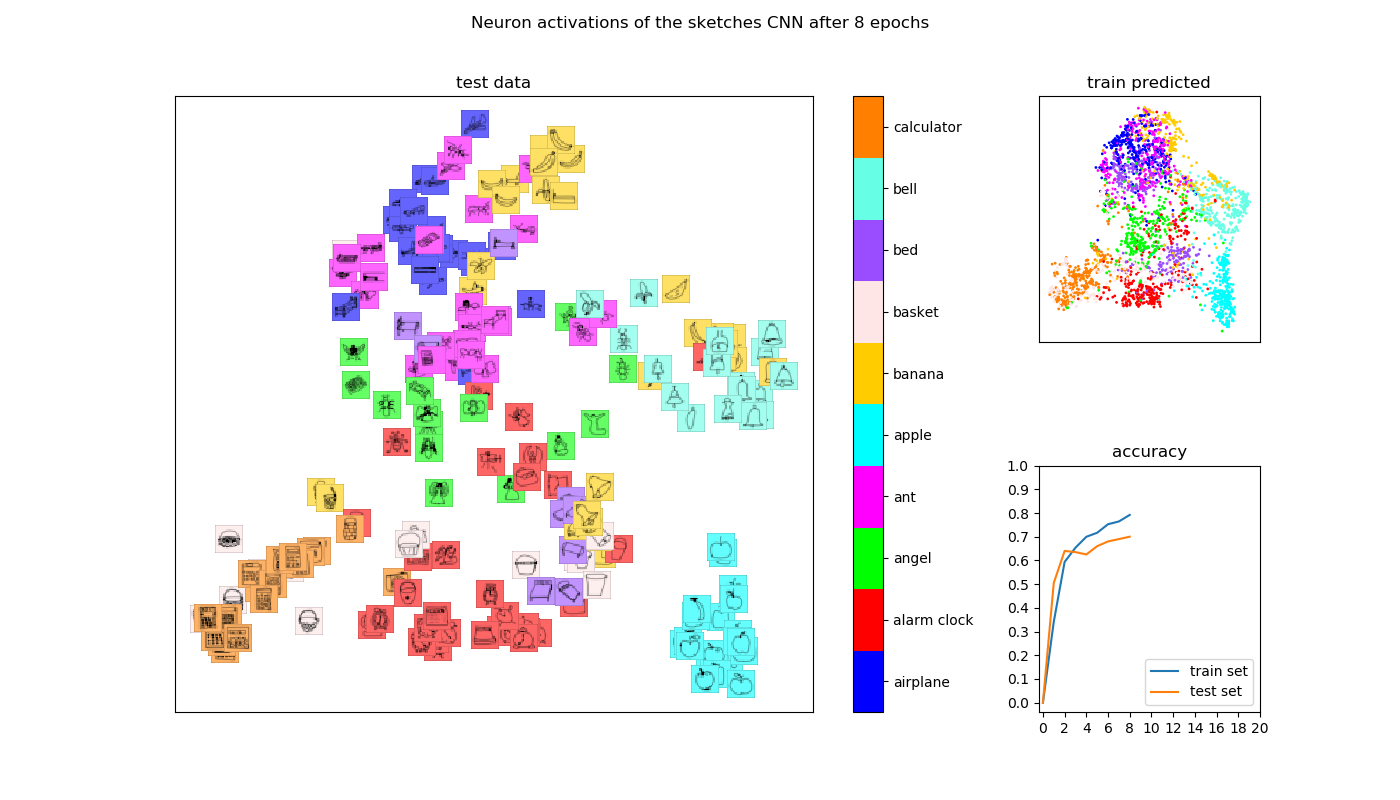 Neuron activations of the sketches CNN after 8 epochs
test data
calculator
bell
bed
basket
banana
apple
ant
angel
alarm clock
airplane
train predicted
accuracy
1.0
0.9
0.8
0.7
0.6
0.5
0.4
0.3
0.2
0.1
0.0
train set
test set
0 2 4 6 8 10 12 14 16 18 20